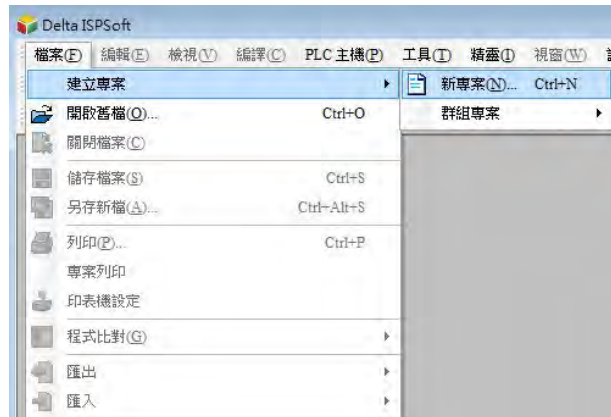 Delta ISPSoft
檔案(F) 編輯(E) 檢視(V) 編譯(C) PLC 主機(P) 工具(T) 精靈(I) 視窗(W)
建立專案
新專案(N)... Ctrl+N
開啟舊檔(O)... Ctrl+O
群組專案
關閉檔案(C)
儲存檔案(S) Ctrl+S
另存新檔(A)... Ctrl+Alt+S
列印(P)... Ctrl+P
專案列印
印表機設定
程式比對(G)
匯出
匯入